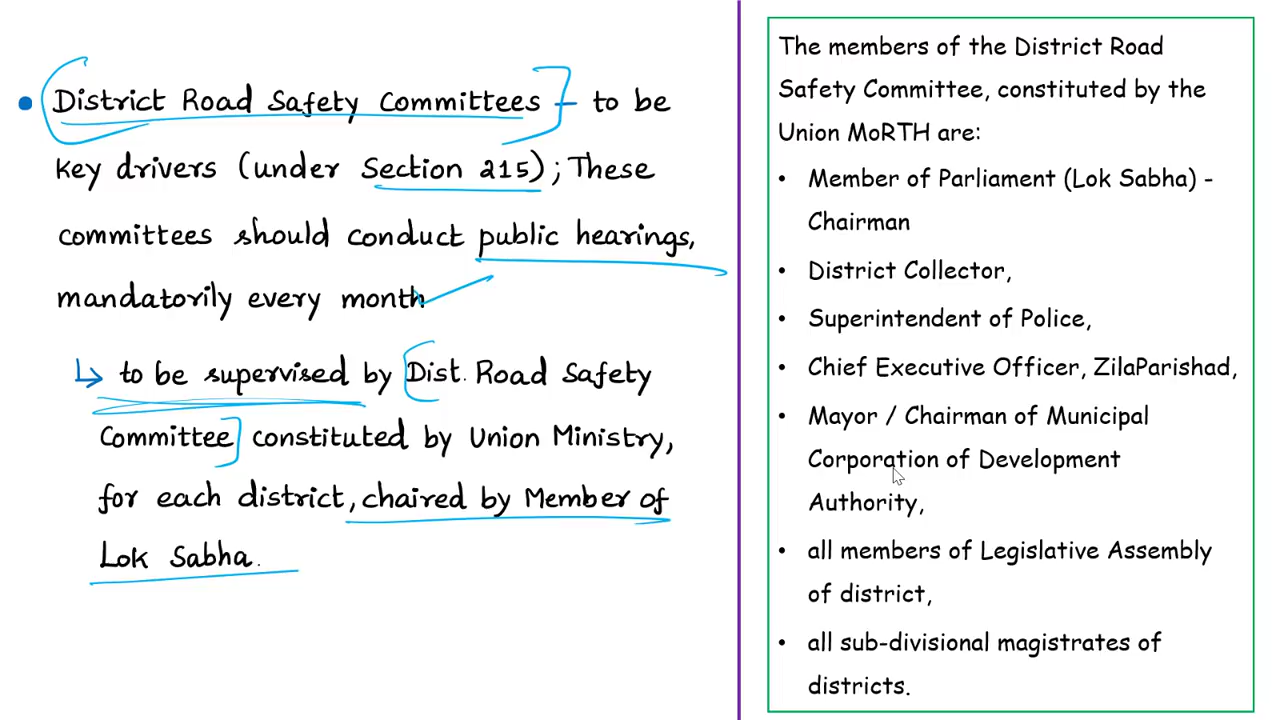 • District Road Safety Committees – to be
key drivers (under Section 215); These
committees should conduct public hearings,
mandatorily every month
↳ to be supervised by Dist. Road Safety
Committee constituted by Union Ministry,
for each district, chaired by Member of
Lok Sabha.
The members of the District Road
Safety Committee, constituted by the
Union MoRTH are:
• Member of Parliament (Lok Sabha) -
Chairman
• District Collector,
• Superintendent of Police,
• Chief Executive Officer, ZilaParishad,
• Mayor / Chairman of Municipal
Corporation of Development
Authority,
• all members of Legislative Assembly
of district,
• all sub-divisional magistrates of
districts.